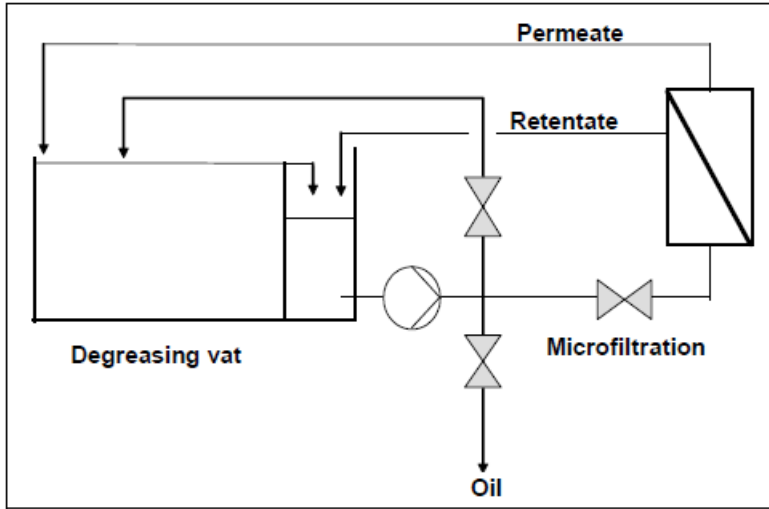 Permeate
Retentate
Microfiltration
Degreasing vat
Oil